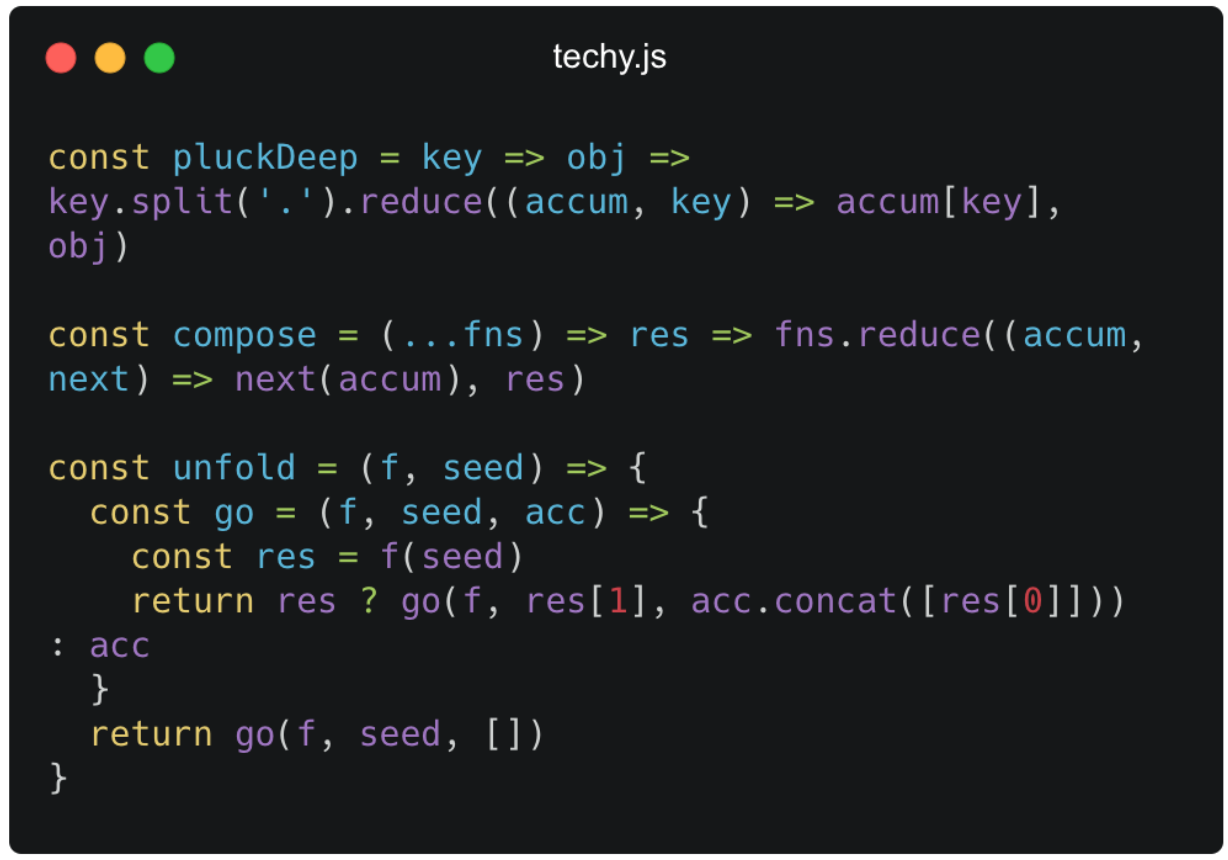 techy.js
const pluckDeep = key => obj =>
key.split('.').reduce((accum, key) => accum[key],
obj)
const compose = (...fns) => res => fns.reduce((accum,
next) => next(accum), res)
const unfold = (f, seed) => {
  const go = (f, seed, acc) => {
    const res = f(seed)
    return res ? go(f, res[1], acc.concat([res[0]]))
: acc
  }
  return go(f, seed, [])
}